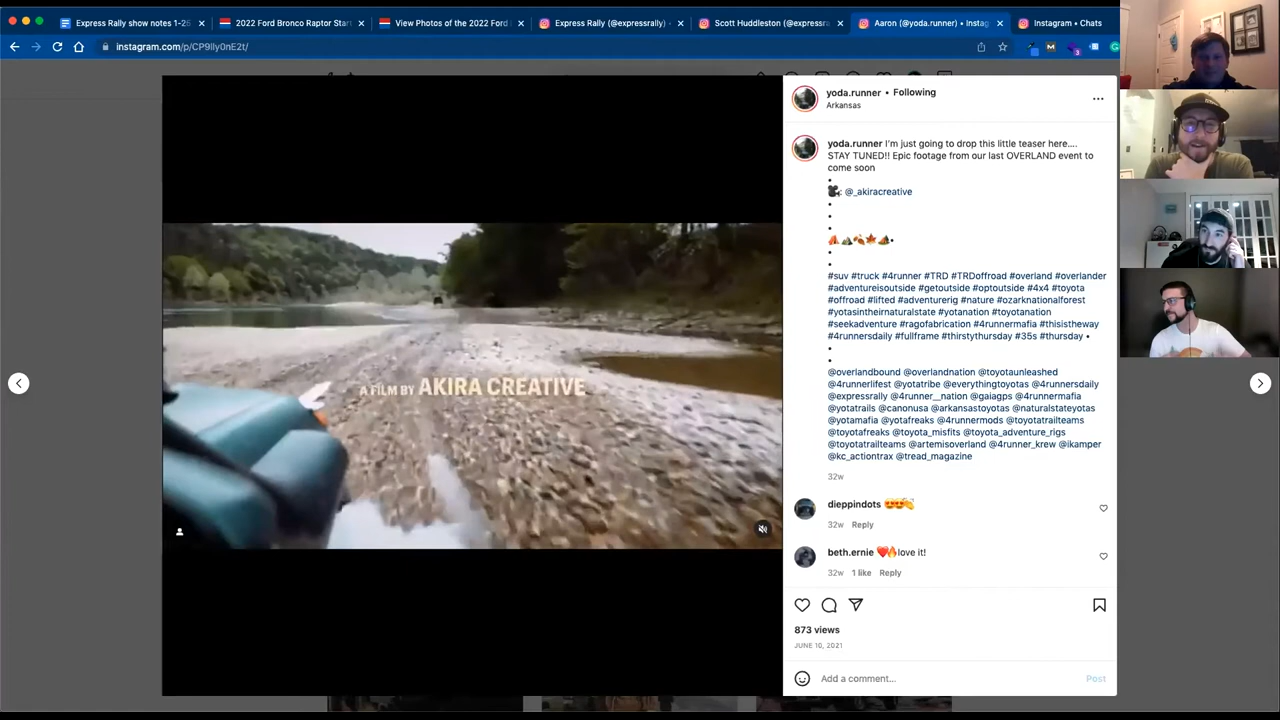 Express Rally show notes 1-25
2022 Ford Bronco Raptor Star
View Photos of the 2022 Ford
Express Rally (@expressrally)
Scott Huddleston (@expressra
Aaron (@yoda.runner) • Instag
Instagram • Chats
instagram.com/p/CP9Ily0nE2t/
yoda.runner • Following
Arkansas
yoda.runner I'm just going to drop this little teaser here....
STAY TUNED!! Epic footage from our last OVERLAND event to
come soon
•
: @_akiracreative
•
•
•
•
•
•
#suv #truck #4runner #TRD #TRDoffroad #overland #overlander
#adventureisoutside #getoutside #optoutside #4x4 #toyota
#offroad #lifted #adventurerig #nature #ozarknationalforest
#yotasintheirnaturalstate #yotanation #toyotanation
#seekadventure #ragofabrication #4runnermafia #thisistheway
#4runnersdaily #fullframe #thirstythursday #35s #thursday •
•
•
@overlandbound @overlandnation @toyotaunleashed
@4runnerlifest @yotatribe @everythingtoyotas @4runnersdaily
@expressrally @4runner__nation @gaiagps @4runnermafia
@yotatrails @canonusa @arkansastoyotas @naturalstateyotas
@yotamafia @yotafreaks @4runnermods @toyotatrailteams
@toyotafreaks @toyota_misfits @toyota_adventure_rigs
@toyotatrailteams @artemisoverland @4runner_krew @ikamper
@kc_actiontrax @tread_magazine
32w
dieppindots 😍😍👏
32w Reply
beth.ernie ❤️🔥love it!
32w 1 like Reply
873 views
JUNE 10, 2021
Add a comment...
Post
A FILM BY AKIRA CREATIVE